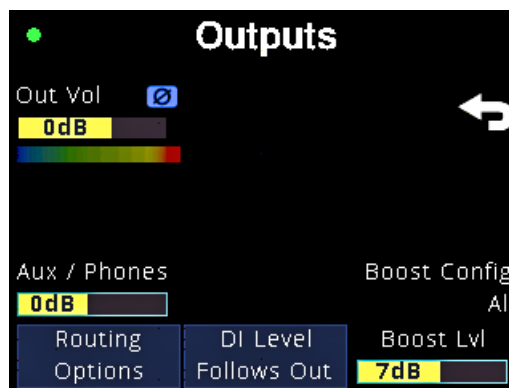 Outputs
Out Vol
0dB
Aux / Phones
Boost Config
0dB
Al
Routing
Options
DI Level
Follows Out
Boost Lvl
7dB